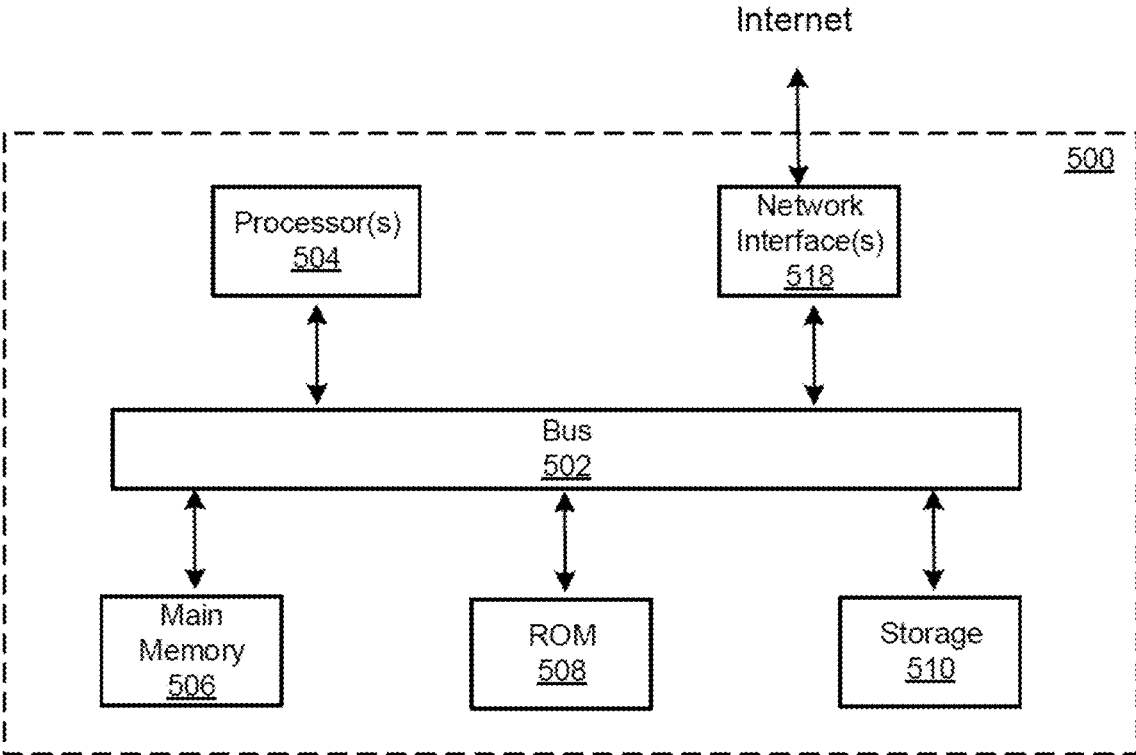 Internet
500
Processor(s)
504
Network
Interface(s)
518
Bus
502
Main
Memory
506
ROM
508
Storage
510